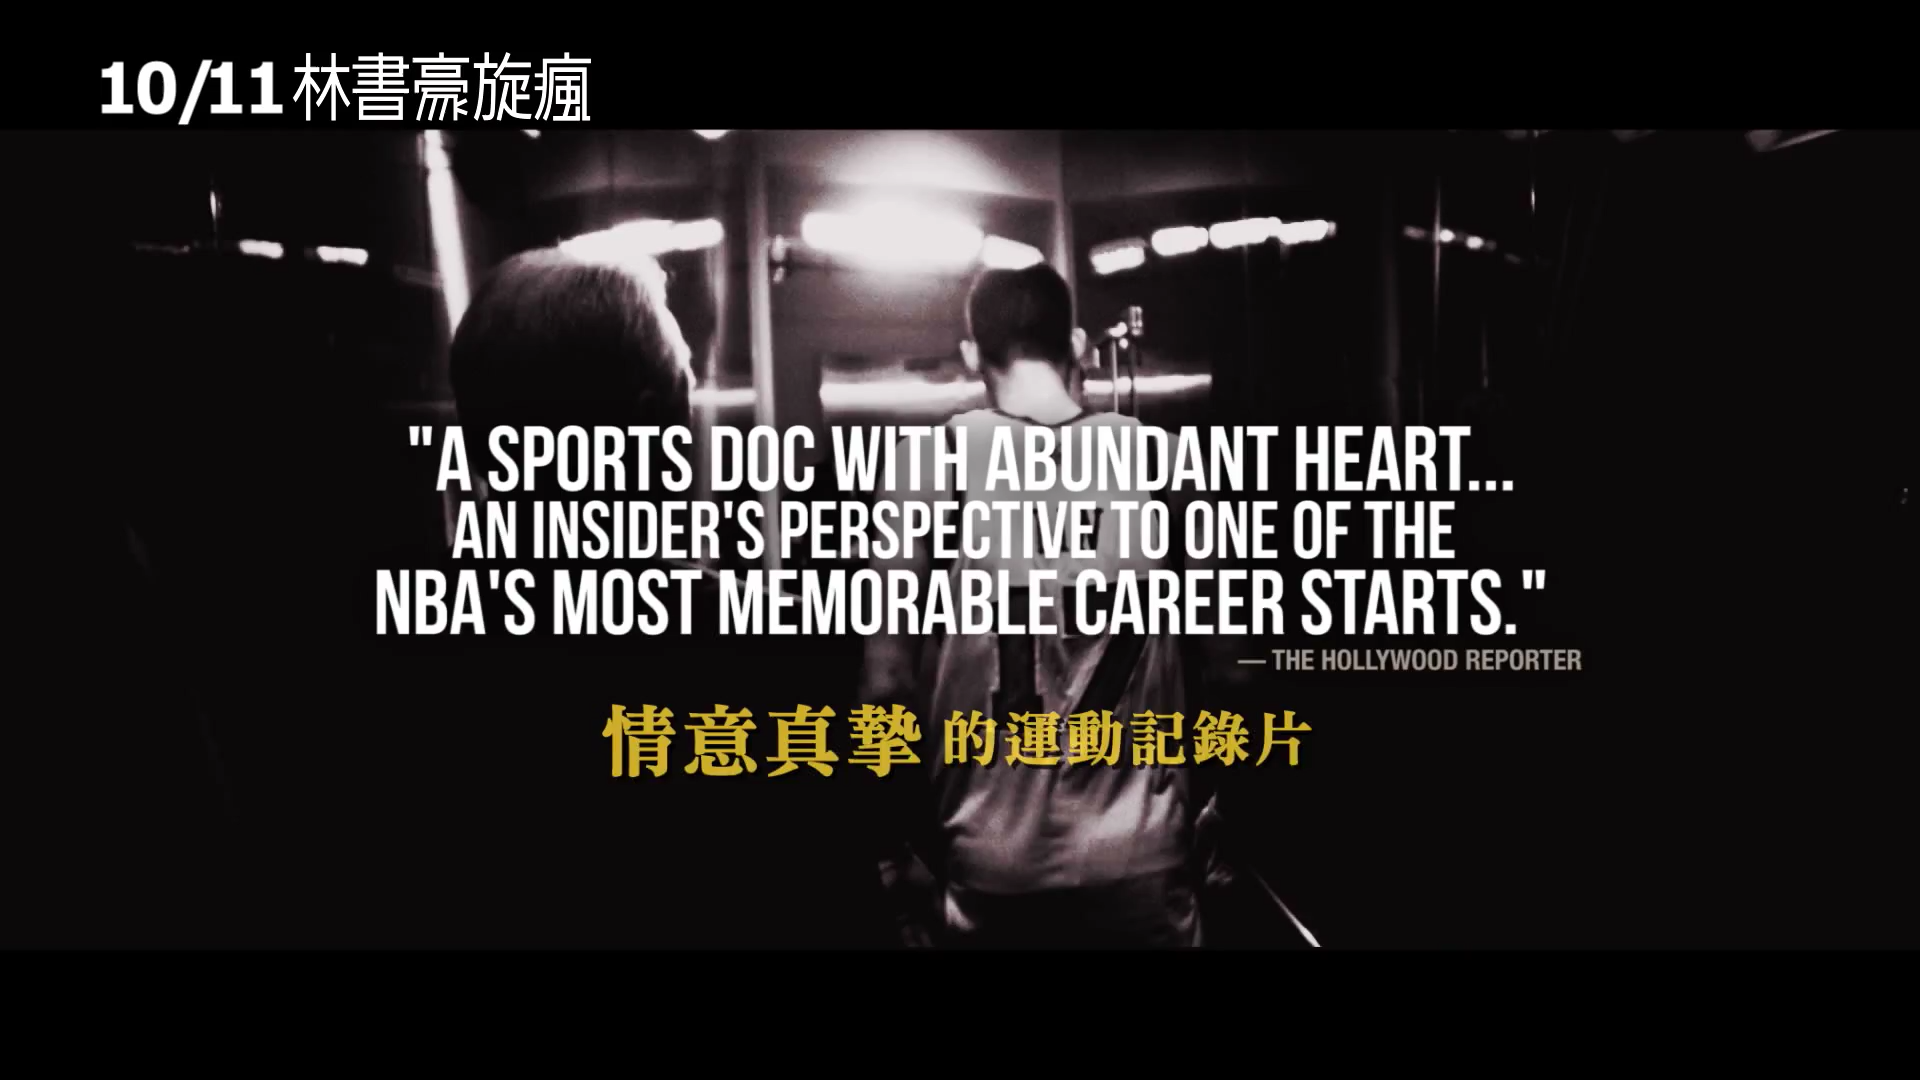 10/11林書豪旋瘋
"A SPORTS DOC WITH ABUNDANT HEART...
AN INSIDER'S PERSPECTIVE TO ONE OF THE
NBA'S MOST MEMORABLE CAREER STARTS."
— THE HOLLYWOOD REPORTER
情意真摯的運動記錄片